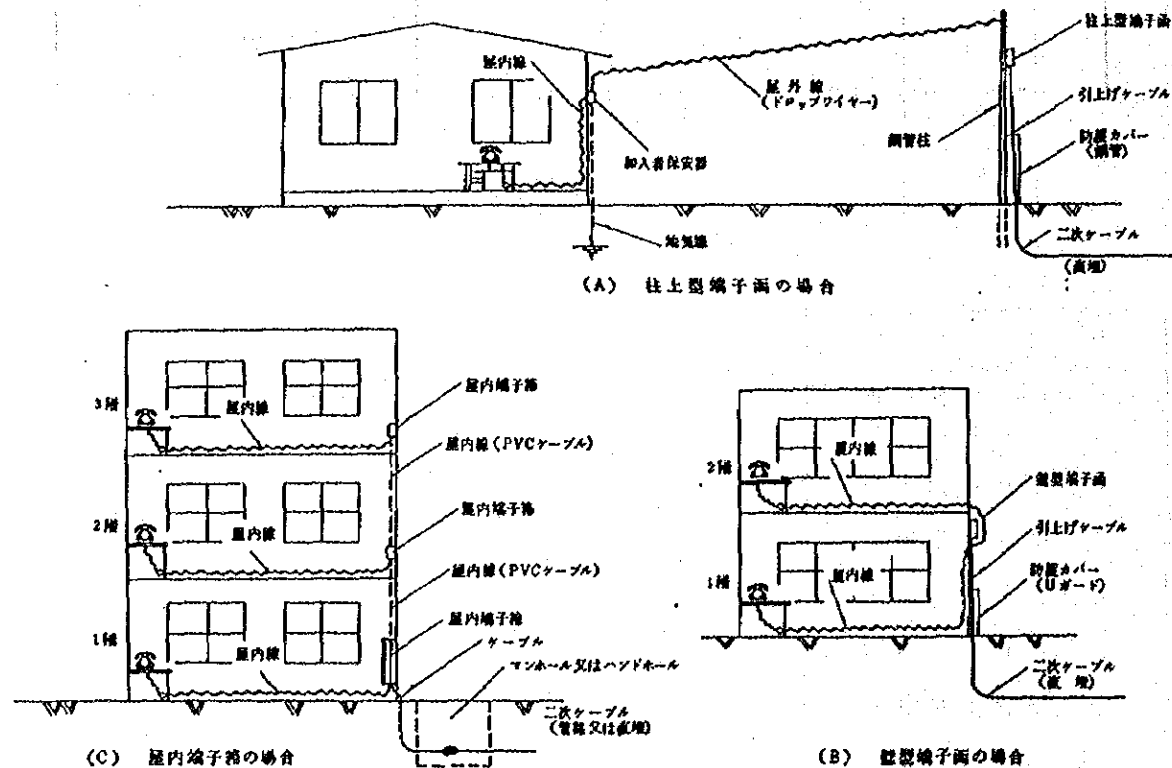 屋内線
屋外線
(ドロップワイヤー)
柱上型端子函
引上げケーブル
鋼管柱
防護カバー
(鋼管)
加入者保安器
地気線
二次ケーブル
(直埋)
(A) 柱上型端子函の場合
3階
屋内線
屋内端子箱
屋内線(PVCケーブル)
2階
屋内線
屋内端子箱
屋内線(PVCケーブル)
1階
屋内線
屋内端子箱
ケーブル
マンホール又はハンドホール
二次ケーブル
(管路又は直埋)
(C) 屋内端子箱の場合
2階
屋内線
壁型端子函
引上げケーブル
1階
屋内線
防護カバー
(Uガード)
二次ケーブル
(直埋)
(B) 壁型端子函の場合